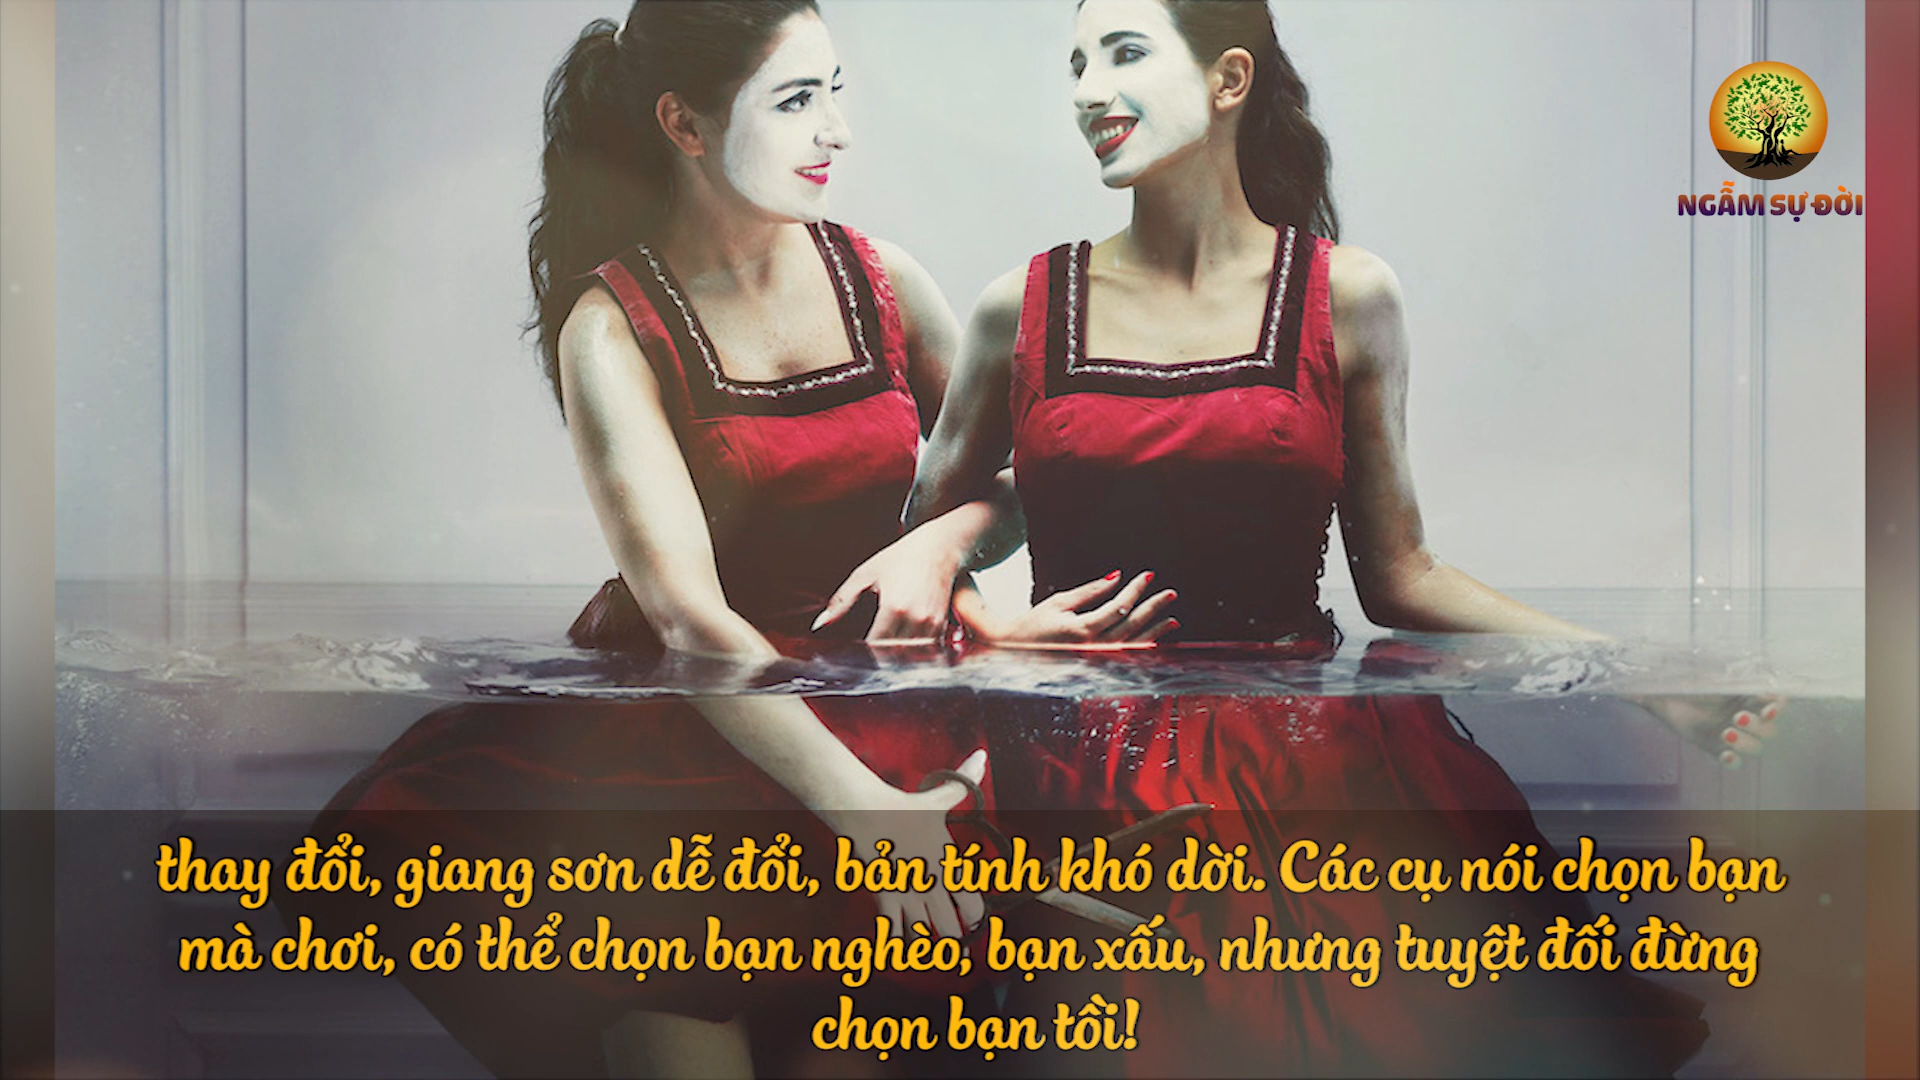 NGẪM SỰ ĐỜI
thay đổi, giang sơn dễ đổi, bản tính khó dời. Các cụ nói chọn bạn
mà chơi, có thể chọn bạn nghèo, bạn xấu, nhưng tuyệt đối đừng
chọn bạn tồi!